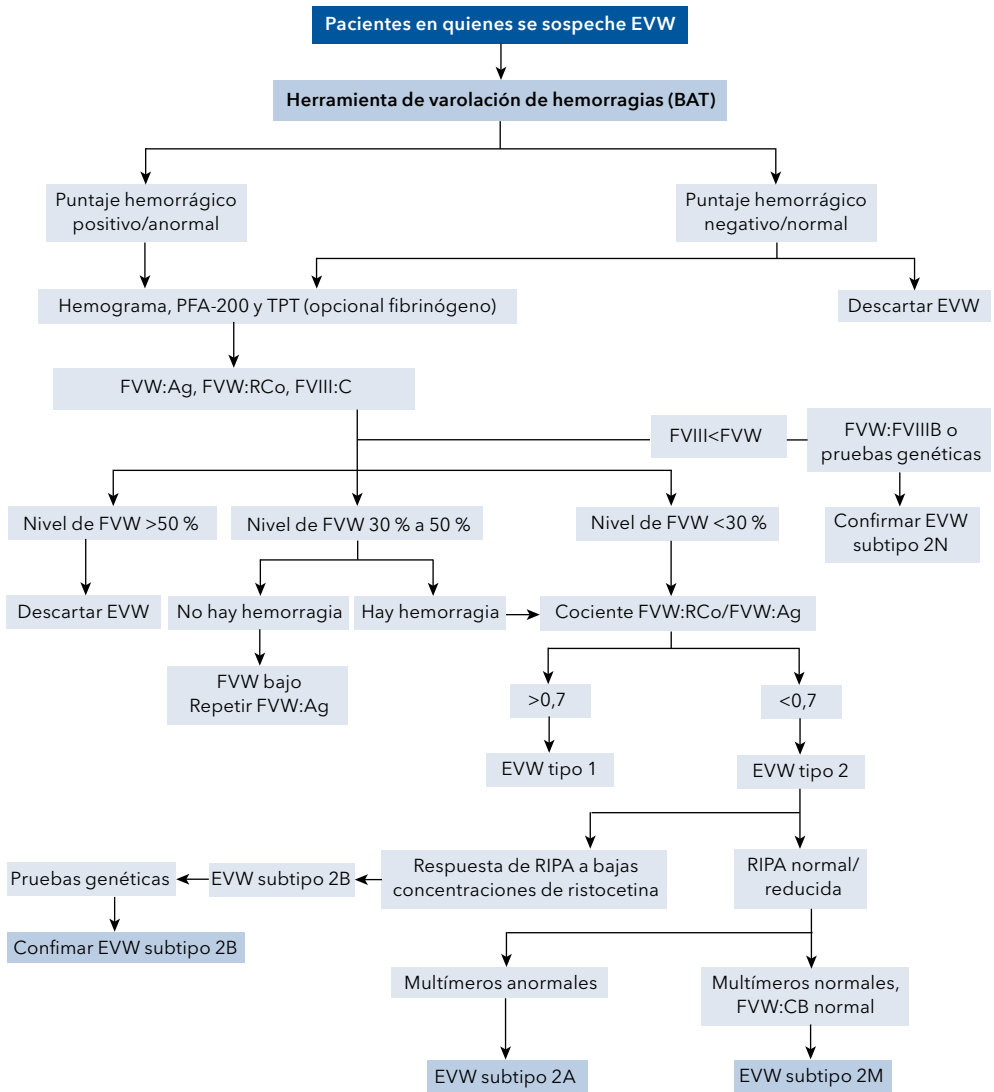 Pacientes en quienes se sospeche EVW
Herramienta de varolación de hemorragias (BAT)
Puntaje hemorrágico
positivo/anormal
Puntaje hemorrágico
negativo/normal
Hemograma, PFA-200 y TPT (opcional fibrinógeno)
Descartar EVW
FVW:Ag, FVW:RCo, FVIII:C
FVIII<FVW
FVW:FVIIIB o
pruebas genéticas
Nivel de FVW >50 %
Nivel de FVW 30 % a 50 %
Nivel de FVW <30 %
Confirmar EVW
subtipo 2N
Descartar EVW
No hay hemorragia
Hay hemorragia
Cociente FVW:RCo/FVW:Ag
FVW bajo
Repetir FVW:Ag
>0,7
<0,7
EVW tipo 1
EVW tipo 2
Pruebas genéticas
EVW subtipo 2B
Respuesta de RIPA a bajas
concentraciones de ristocetina
RIPA normal/
reducida
Confimar EVW subtipo 2B
Multímeros anormales
Multímeros normales,
FVW:CB normal
EVW subtipo 2A
EVW subtipo 2M